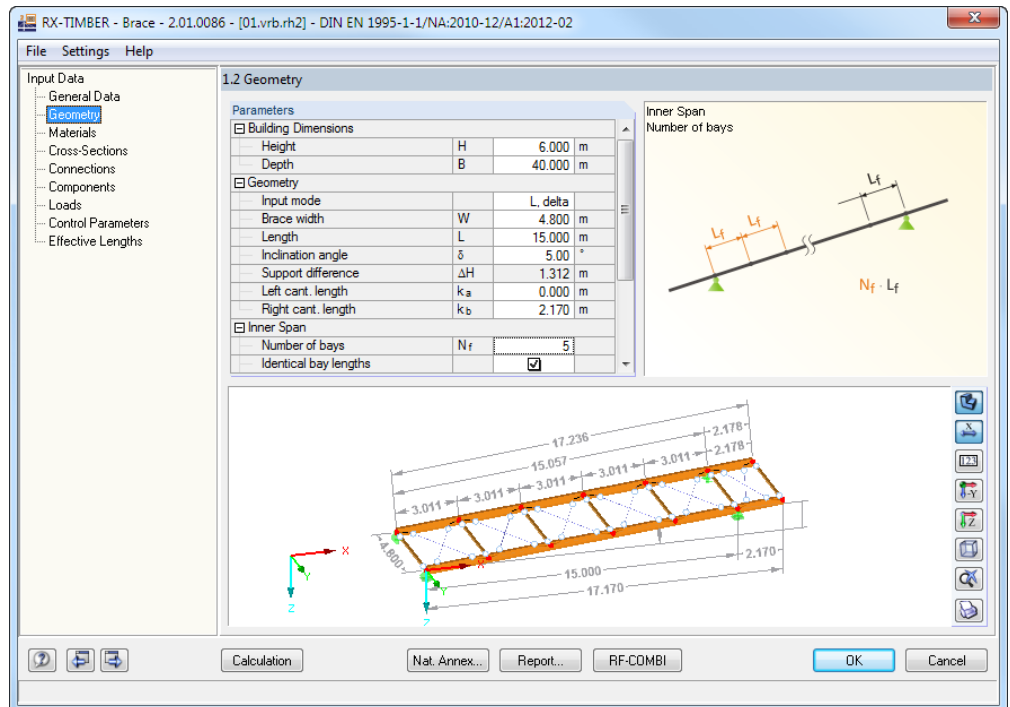 RX-TIMBER - Brace - 2.01.0086 - [01.vrb.rh2] - DIN EN 1995-1-1/NA:2010-12/A1:2012-02
x
File Settings Help
Input Data
General Data
Geometry
Materials
Cross-Sections
Connections
Components
Loads
Control Parameters
Effective Lengths
1.2 Geometry
Parameters
Building Dimensions
Height H 6.000 m
Depth B 40.000 m
Geometry
Input mode L, delta
Brace width W 4.800 m
Length L 15.000 m
Inclination angle δ 5.00 °
Support difference ΔH 1.312 m
Left cant. length ka 0.000 m
Right cant. length kb 2.170 m
Inner Span
Number of bays Nf 5
Identical bay lengths
Inner Span
Number of bays
Lf
Lf
Lf
Nf · Lf
17.236
2.178
15.057
2.178
3.011
3.011
3.011
3.011
3.011
4.800
2.170
15.000
17.170
X
Y
Z
X
Y
Z
X
123
-Y
Z
Calculation
Nat. Annex...
Report...
RF-COMBI
OK
Cancel